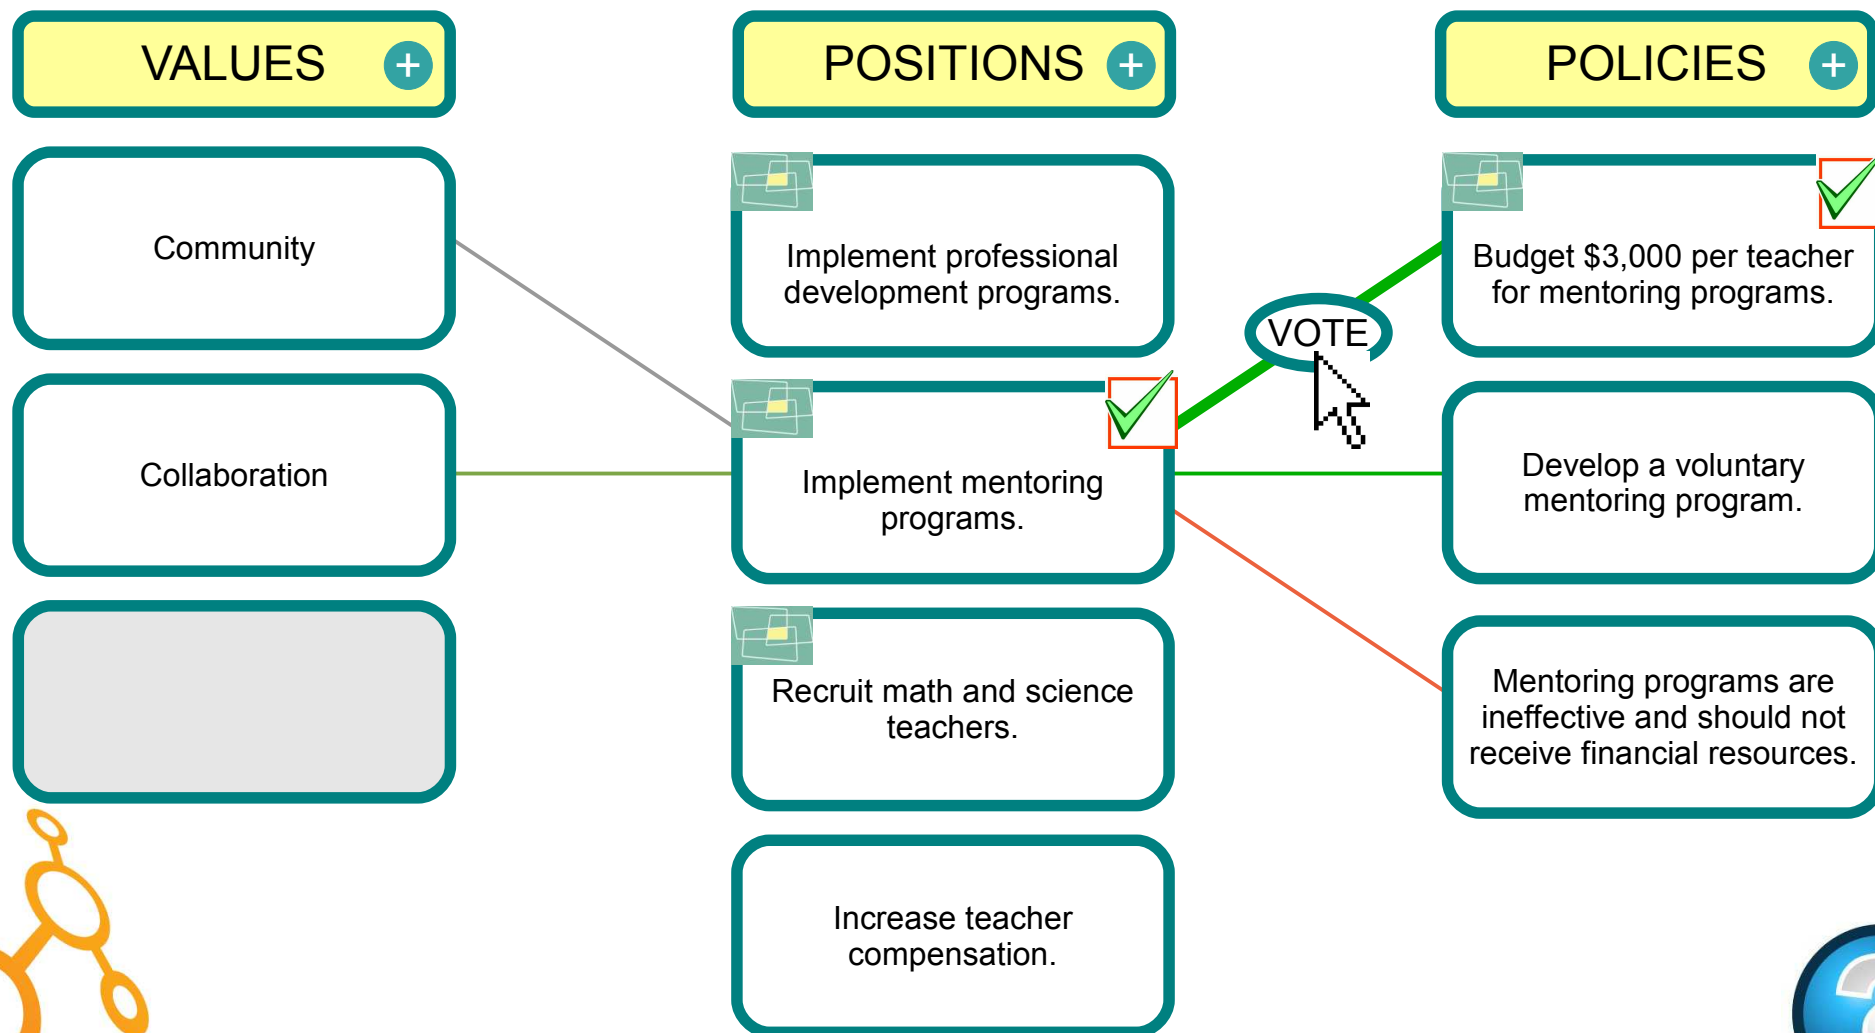 VALUES +
POSITIONS +
POLICIES +
Community
Collaboration
Implement professional
development programs.
Implement mentoring
programs.
Recruit math and science
teachers.
Increase teacher
compensation.
VOTE
Budget $3,000 per teacher
for mentoring programs.
Develop a voluntary
mentoring program.
Mentoring programs are
ineffective and should not
receive financial resources.